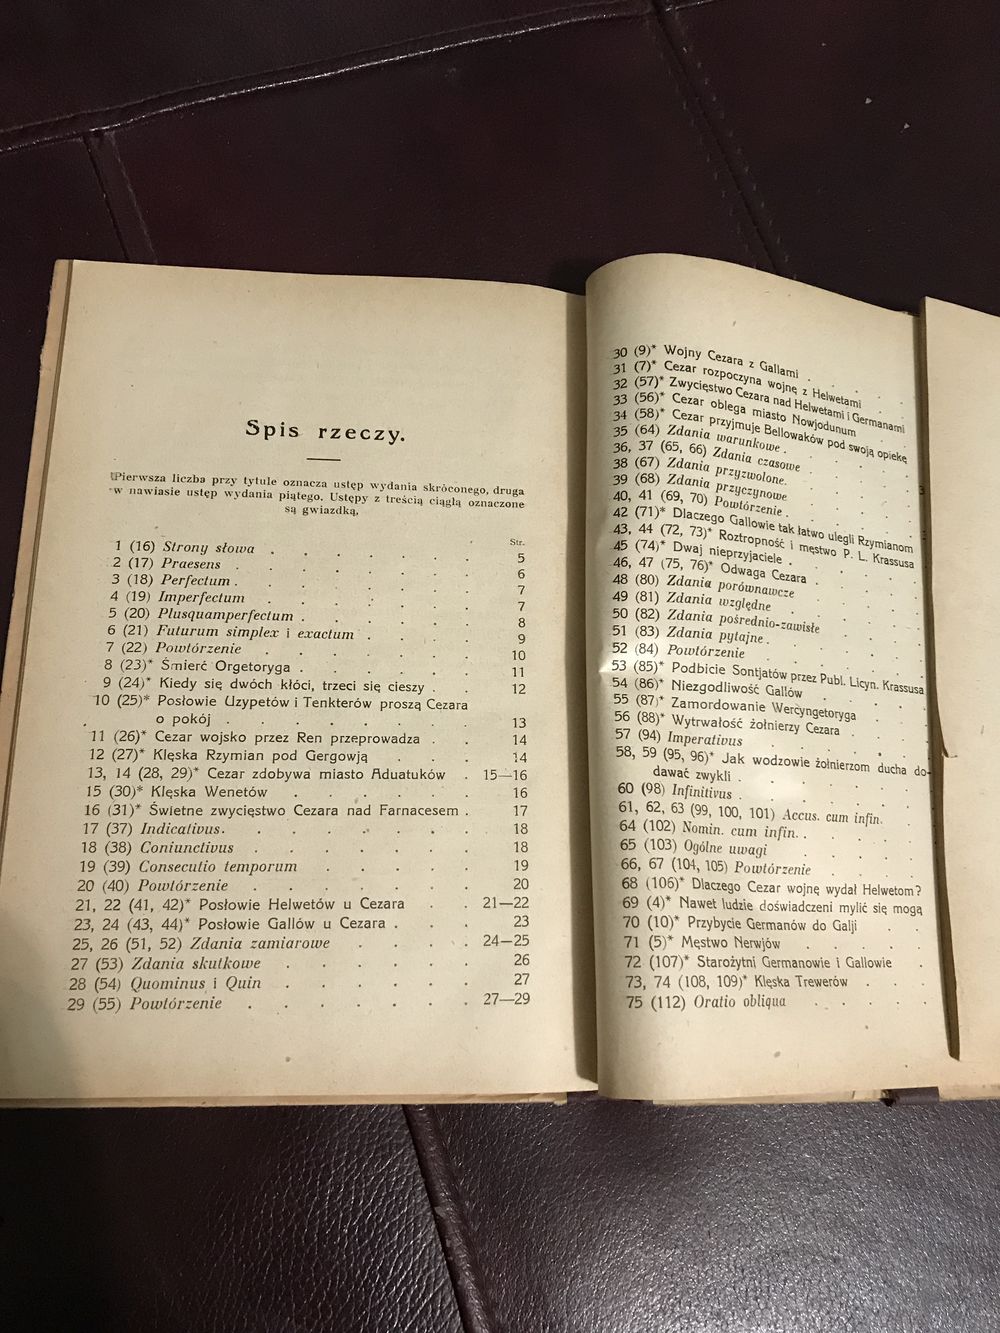 Spis rzeczy.
Pierwsza liczba przy tytule oznacza ustęp wydania skróconego, druga
w nawiasie ustęp wydania piątego. Ustępy z treścią ciągłą oznaczone
są gwiazdką.
Str.
1 (16) Strony słowa . . . . . . 5
2 (17) Praesens . . . . . . 6
3 (18) Perfectum . . . . . . 7
4 (19) Imperfectum . . . . . . 7
5 (20) Plusquamperfectum . . . . . 8
6 (21) Futurum simplex i exactum . . . . 9
7 (22) Powtórzenie . . . . . . 10
8 (23)* Śmierć Orgetoryga . . . . . 11
9 (24)* Kiedy się dwóch kłóci, trzeci się cieszy . . 12
10 (25)* Posłowie Uzypetów i Tenkterów proszą Cezara
o pokój . . . . . . . 13
11 (26)* Cezar wojsko przez Ren przeprowadza . . 14
12 (27)* Klęska Rzymian pod Gergowją . . . 14
13, 14 (28, 29)* Cezar zdobywa miasto Aduatuków . 15—16
15 (30)* Klęska Wenetów . . . . . 16
16 (31)* Świetne zwycięstwo Cezara nad Farnacesem . 17
17 (37) Indicativus . . . . . . 18
18 (38) Coniunctivus . . . . . . 18
19 (39) Consecutio temporum . . . . 19
20 (40) Powtórzenie . . . . . . 20
21, 22 (41, 42)* Posłowie Helwetów u Cezara . . 21—22
23, 24 (43, 44)* Posłowie Gallów u Cezara . . . 23
25, 26 (51, 52) Zdania zamiarowe . . . . 24—25
27 (53) Zdania skutkowe . . . . . 26
28 (54) Quominus i Quin . . . . . 27
29 (55) Powtórzenie . . . . . 27—29
30 (9)* Wojny Cezara z Gallami . . . .
31 (7)* Cezar rozpoczyna wojnę z Helwetami . .
32 (57)* Zwycięstwo Cezara nad Helwetami i Germanami
33 (56)* Cezar oblega miasto Nowjodunum . .
34 (58)* Cezar przyjmuje Bellowaków pod swoją opiekę
35 (64) Zdania warunkowe . . . . .
36, 37 (65, 66) Zdania czasowe . . . .
38 (67) Zdania przyzwolone . . . . .
39 (68) Zdania przyczynowe . . . . .
40, 41 (69, 70) Powtórzenie . . . . .
42 (71)* Dlaczego Gallowie tak łatwo ulegli Rzymianom
43, 44 (72, 73)* Roztropność i męstwo P. L. Krassusa
45 (74)* Dwaj nieprzyjaciele . . . . .
46, 47 (75, 76)* Odwaga Cezara . . . .
48 (80) Zdania porównawcze . . . .
49 (81) Zdania względne . . . . .
50 (82) Zdania pośrednio-zawisłe . . . .
51 (83) Zdania pytajne . . . . .
52 (84) Powtórzenie . . . . .
53 (85)* Podbicie Sontjatów przez Publ. Licyn. Krassusa
54 (86)* Niezgodliwość Gallów . . . .
55 (87)* Zamordowanie Wercyngetoryga . .
56 (88)* Wytrwałość żołnierzy Cezara . . .
57 (94) Imperativus . . . . .
58, 59 (95, 96)* Jak wodzowie żołnierzom ducha do-
dawać zwykli . . . . .
60 (98) Infinitivus . . . . .
61, 62, 63 (99, 100, 101) Accus. cum infin. .
64 (102) Nomin. cum infin. . . . .
65 (103) Ogólne uwagi . . . . .
66, 67 (104, 105) Powtórzenie . . . .
68 (106)* Dlaczego Cezar wojnę wydał Helwetom?
69 (4)* Nawet ludzie doświadczeni mylić się mogą
70 (10)* Przybycie Germanów do Galji . .
71 (5)* Męstwo Nerwjów . . . .
72 (107)* Starożytni Germanowie i Gallowie .
73, 74 (108, 109)* Klęska Trewerów . . .
75 (112) Oratio obliqua . . . .